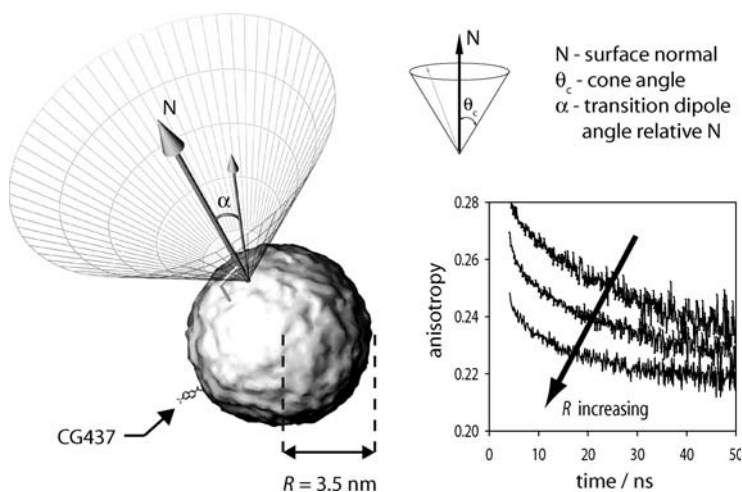 N
α
CG437
R = 3.5 nm
N
θc
N - surface normal
θc - cone angle
α - transition dipole
angle relative N
0.28
0.26
0.24
0.22
0.20
anisotropy
R increasing
0 10 20 30 40 50
time / ns